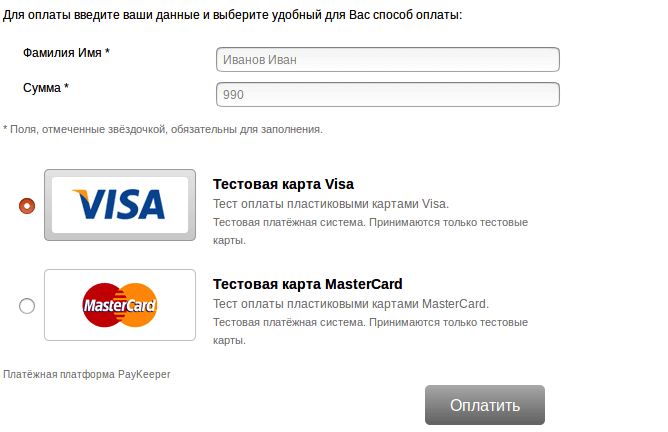 Для оплаты введите ваши данные и выберите удобный для Вас способ оплаты:
Фамилия Имя *
Иванов Иван
Сумма *
990
* Поля, отмеченные звёздочкой, обязательны для заполнения.
VISA
Тестовая карта Visa
Тест оплаты пластиковыми картами Visa.
Тестовая платёжная система. Принимаются только тестовые
карты.
MasterCard
Тестовая карта MasterCard
Тест оплаты пластиковыми картами MasterCard.
Тестовая платёжная система. Принимаются только тестовые
карты.
Платёжная платформа PayKeeper
Оплатить